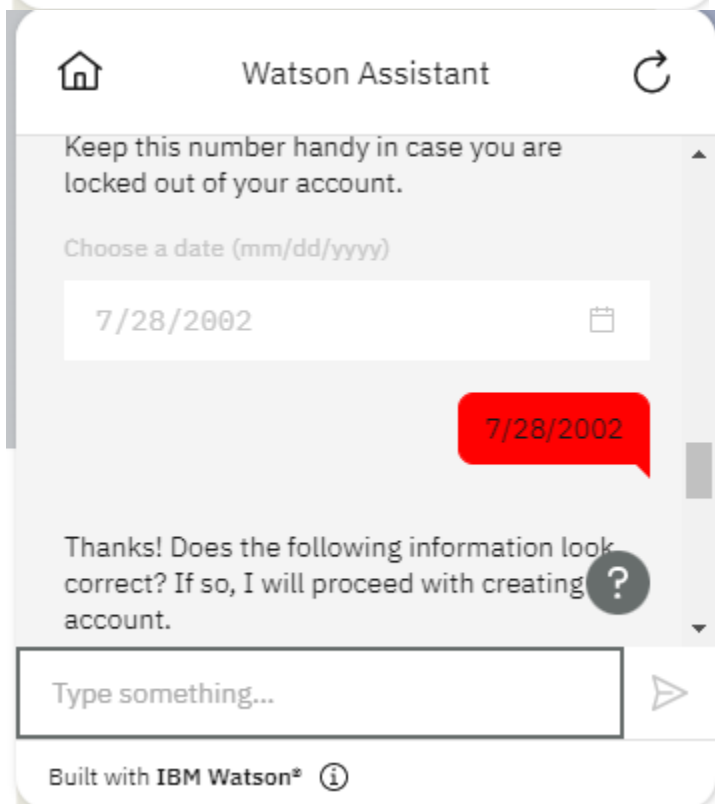 Watson Assistant
Keep this number handy in case you are
locked out of your account.
Choose a date (mm/dd/yyyy)
7/28/2002
7/28/2002
Thanks! Does the following information look
correct? If so, I will proceed with creating
?
account.
Type something...
Built with IBM Watson®